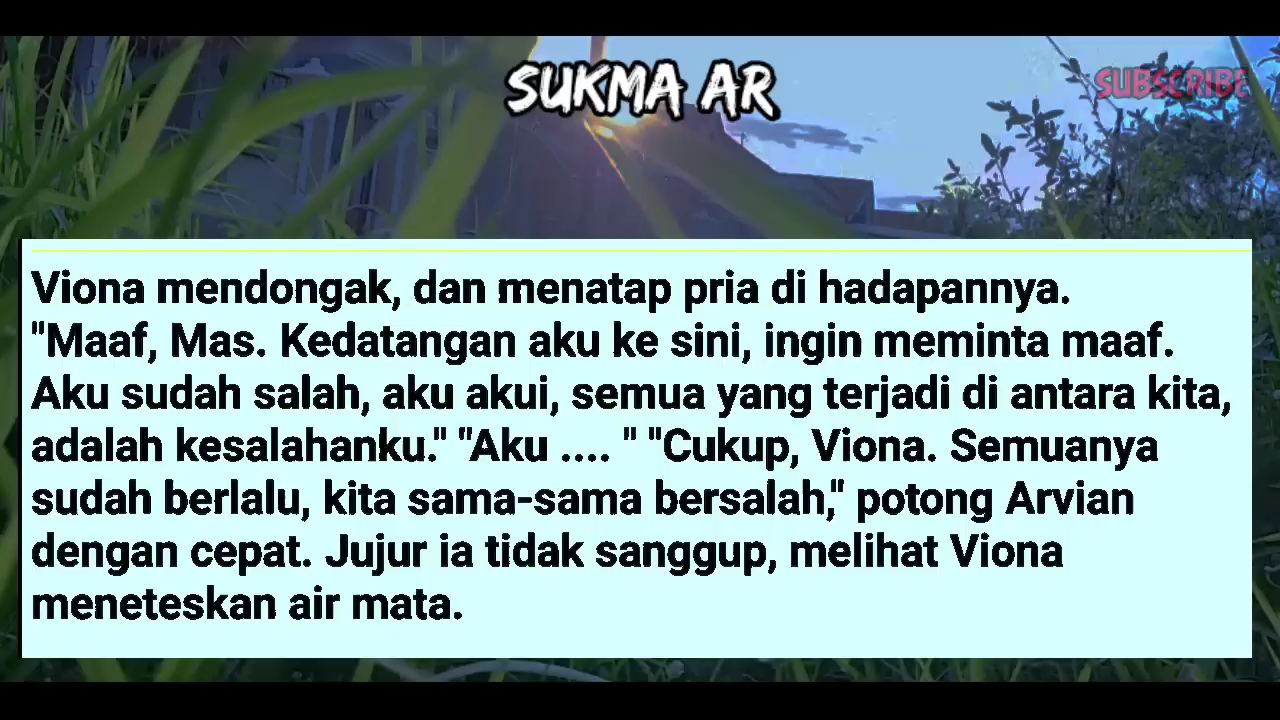 SUKMA AR
SUBSCRIBE
Viona mendongak, dan menatap pria di hadapannya.
"Maaf, Mas. Kedatangan aku ke sini, ingin meminta maaf.
Aku sudah salah, aku akui, semua yang terjadi di antara kita,
adalah kesalahanku." "Aku .... " "Cukup, Viona. Semuanya
sudah berlalu, kita sama-sama bersalah," potong Arvian
dengan cepat. Jujur ia tidak sanggup, melihat Viona
meneteskan air mata.